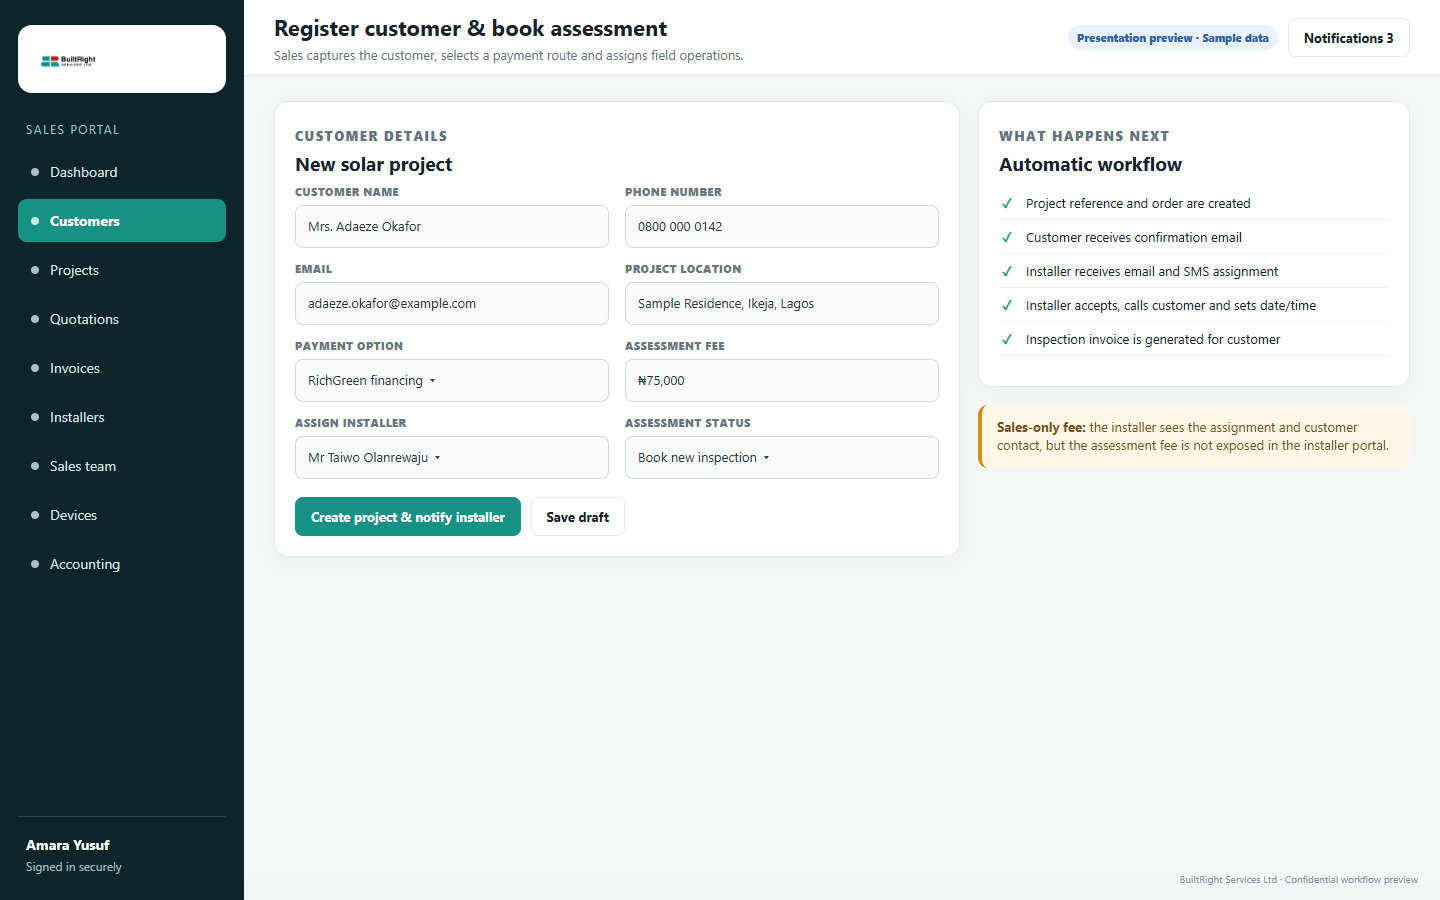 BuiltRight
SERVICES LTD
SALES PORTAL
Dashboard
Customers
Projects
Quotations
Invoices
Installers
Sales team
Devices
Accounting
Amara Yusuf
Signed in securely
Register customer & book assessment
Sales captures the customer, selects a payment route and assigns field operations.
Presentation preview · Sample data
Notifications 3
CUSTOMER DETAILS
New solar project
CUSTOMER NAME
Mrs. Adaeze Okafor
PHONE NUMBER
0800 000 0142
EMAIL
adaeze.okafor@example.com
PROJECT LOCATION
Sample Residence, Ikeja, Lagos
PAYMENT OPTION
RichGreen financing
ASSESSMENT FEE
₦75,000
ASSIGN INSTALLER
Mr Taiwo Olanrewaju
ASSESSMENT STATUS
Book new inspection
Create project & notify installer
Save draft
WHAT HAPPENS NEXT
Automatic workflow
Project reference and order are created
Customer receives confirmation email
Installer receives email and SMS assignment
Installer accepts, calls customer and sets date/time
Inspection invoice is generated for customer
Sales-only fee: the installer sees the assignment and customer
contact, but the assessment fee is not exposed in the installer portal.
BuiltRight Services Ltd · Confidential workflow preview